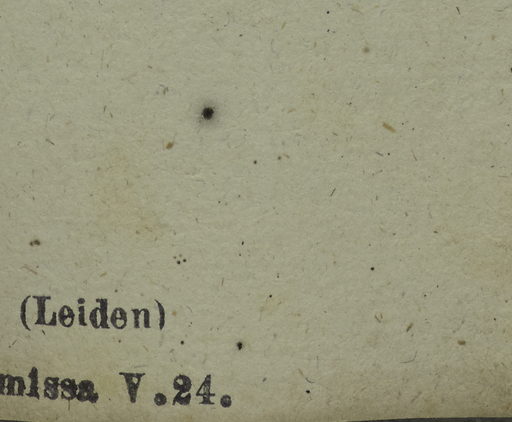 (Leiden)
missa V.24.